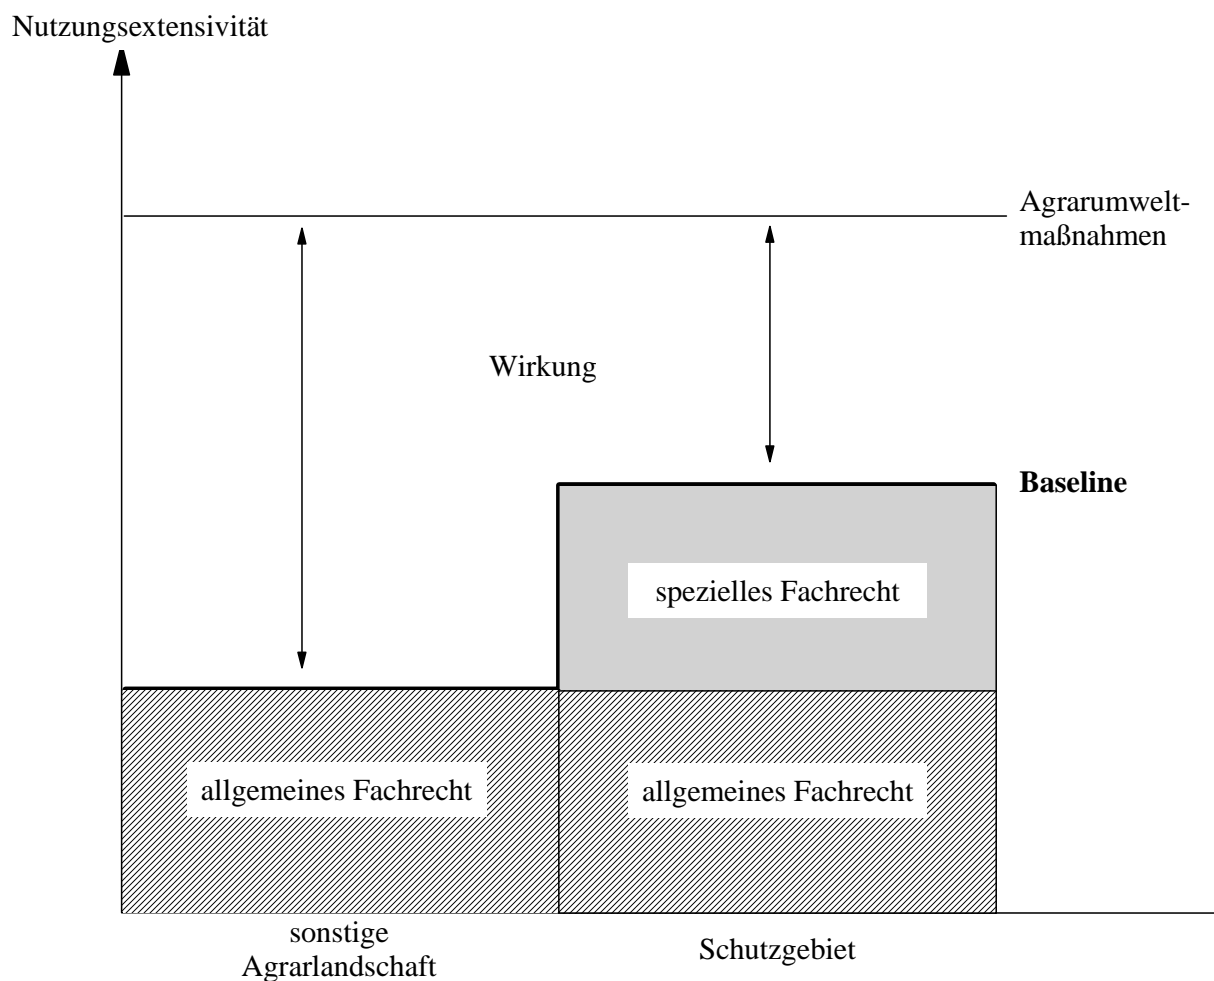 Nutzungsextensivität
Agrarumwelt-
maßnahmen
Wirkung
Baseline
spezielles Fachrecht
allgemeines Fachrecht
allgemeines Fachrecht
sonstige
Agrarlandschaft
Schutzgebiet